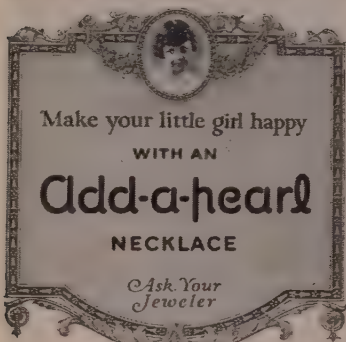 Make your little girl happy
WITH AN
add-a-pearl
NECKLACE
Ask Your
Jeweler